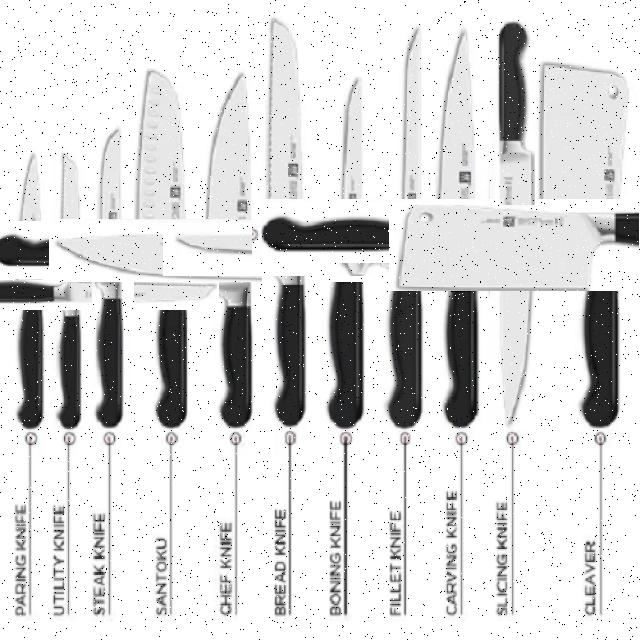 PARING KNIFE
UTILITY KNIFE
STEAK KNIFE
SANTOKU
CHEF KNIFE
BREAD KNIFE
BONING KNIFE
FILLET KNIFE
CARVING KNIFE
SLICING KNIFE
CLEAVER